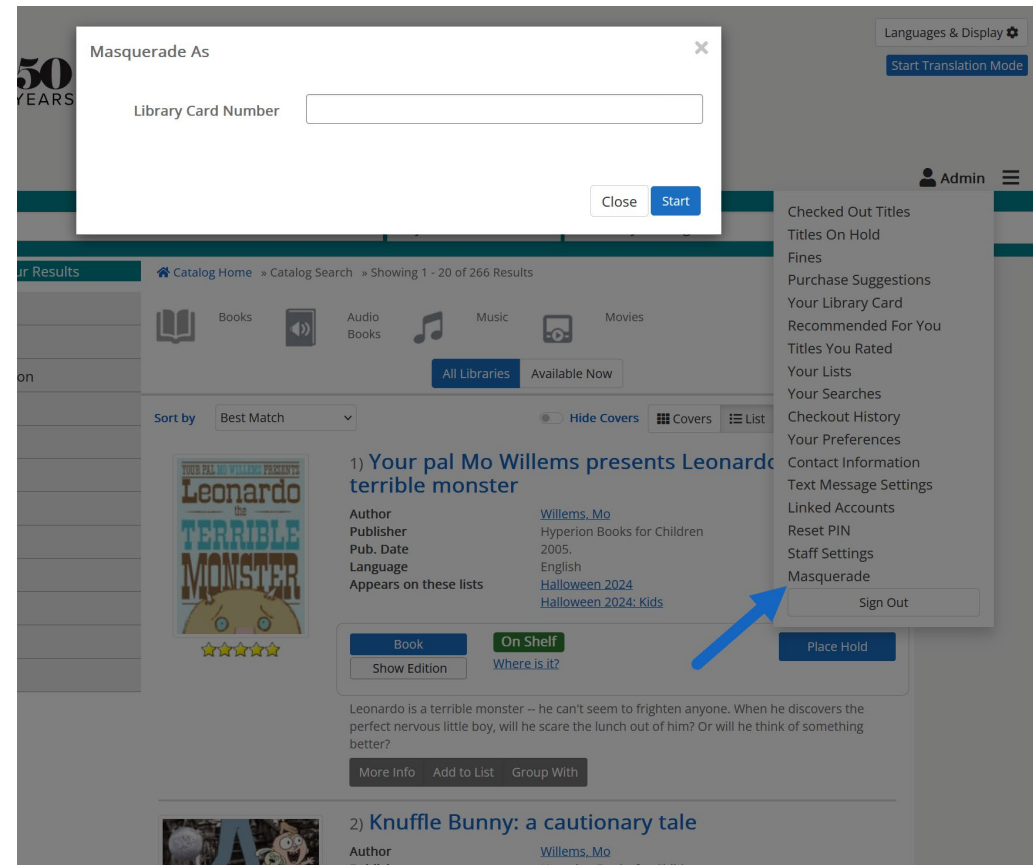 Languages & Display
Start Translation Mode
50
YEARS
Masquerade As
×
Library Card Number
Close
Start
Admin
Checked Out Titles
Titles On Hold
Fines
Purchase Suggestions
Your Library Card
Recommended For You
Titles You Rated
Your Lists
Your Searches
Checkout History
Your Preferences
Contact Information
Text Message Settings
Linked Accounts
Reset PIN
Staff Settings
Masquerade
Sign Out
Results
Catalog Home » Catalog Search » Showing 1 - 20 of 266 Results
Books
Audio
Books
Music
Movies
on
All Libraries
Available Now
Sort by
Best Match
Hide Covers
Covers
List
YOUR PAL MO WILLEMS PRESENTS
Leonardo
the
TERRIBLE
MONSTER
1) Your pal Mo Willems presents Leonardo
terrible monster
Author Willems, Mo
Publisher Hyperion Books for Children
Pub. Date 2005.
Language English
Appears on these lists Halloween 2024
Halloween 2024: Kids
Book
Show Edition
On Shelf
Where is it?
Place Hold
Leonardo is a terrible monster -- he can't seem to frighten anyone. When he discovers the
perfect nervous little boy, will he scare the lunch out of him? Or will he think of something
better?
More Info
Add to List
Group With
2) Knuffle Bunny: a cautionary tale
Author Willems, Mo